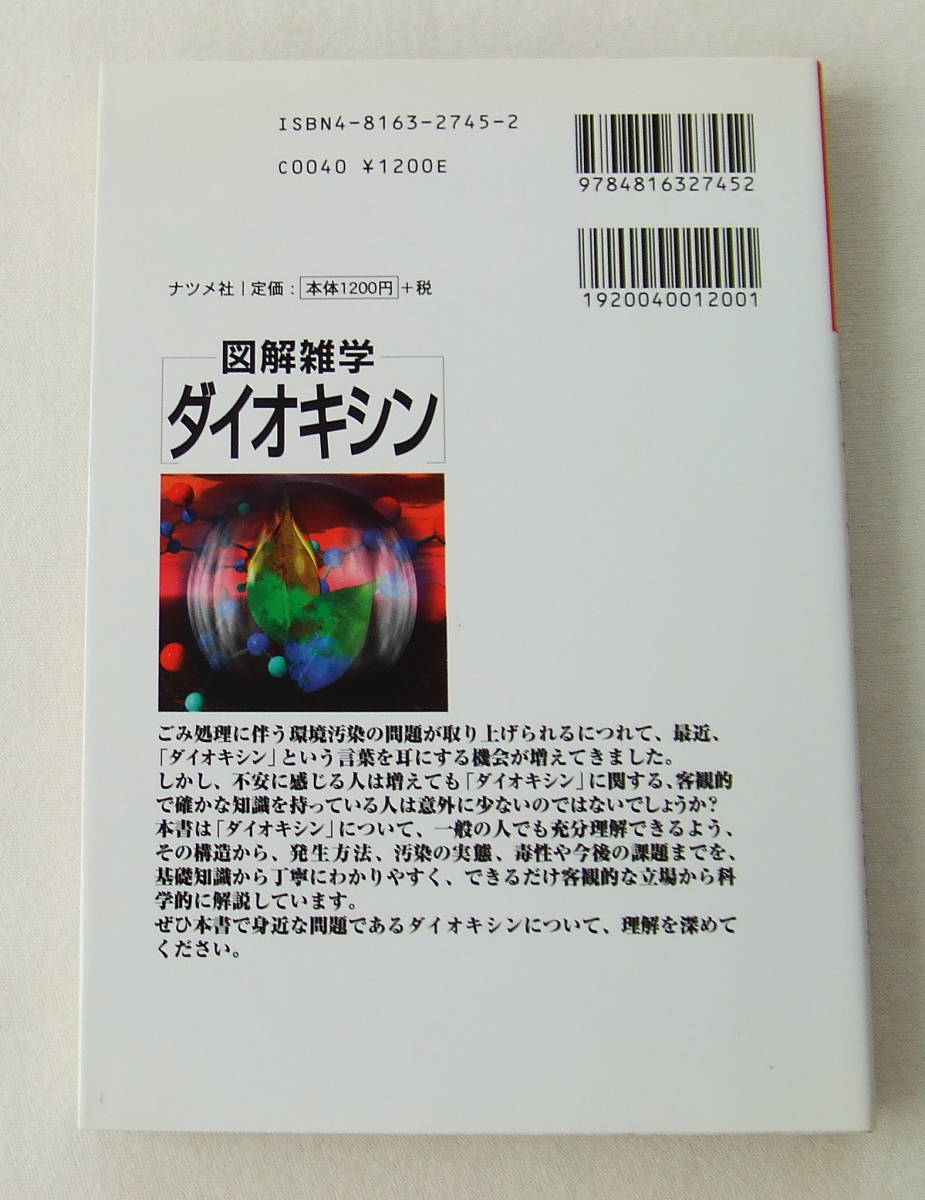 ISBN4-8163-2745-2
C0040 ¥1200E
9784816327452
1920040012001
ナツメ社 | 定価 : 本体1200円 + 税
図解雑学
ダイオキシン
ごみ処理に伴う環境汚染の問題が取り上げられるにつれて、最近、
「ダイオキシン」という言葉を耳にする機会が増えてきました。
しかし、不安に感じる人は増えても「ダイオキシン」に関する、客観的
で確かな知識を持っている人は意外に少ないのではないでしょうか?
本書は「ダイオキシン」について、一般の人でも充分理解できるよう、
その構造から、発生方法、汚染の実態、毒性や今後の課題までを、
基礎知識から丁寧にわかりやすく、できるだけ客観的な立場から科
学的に解説しています。
ぜひ本書で身近な問題であるダイオキシンについて、理解を深めて
ください。